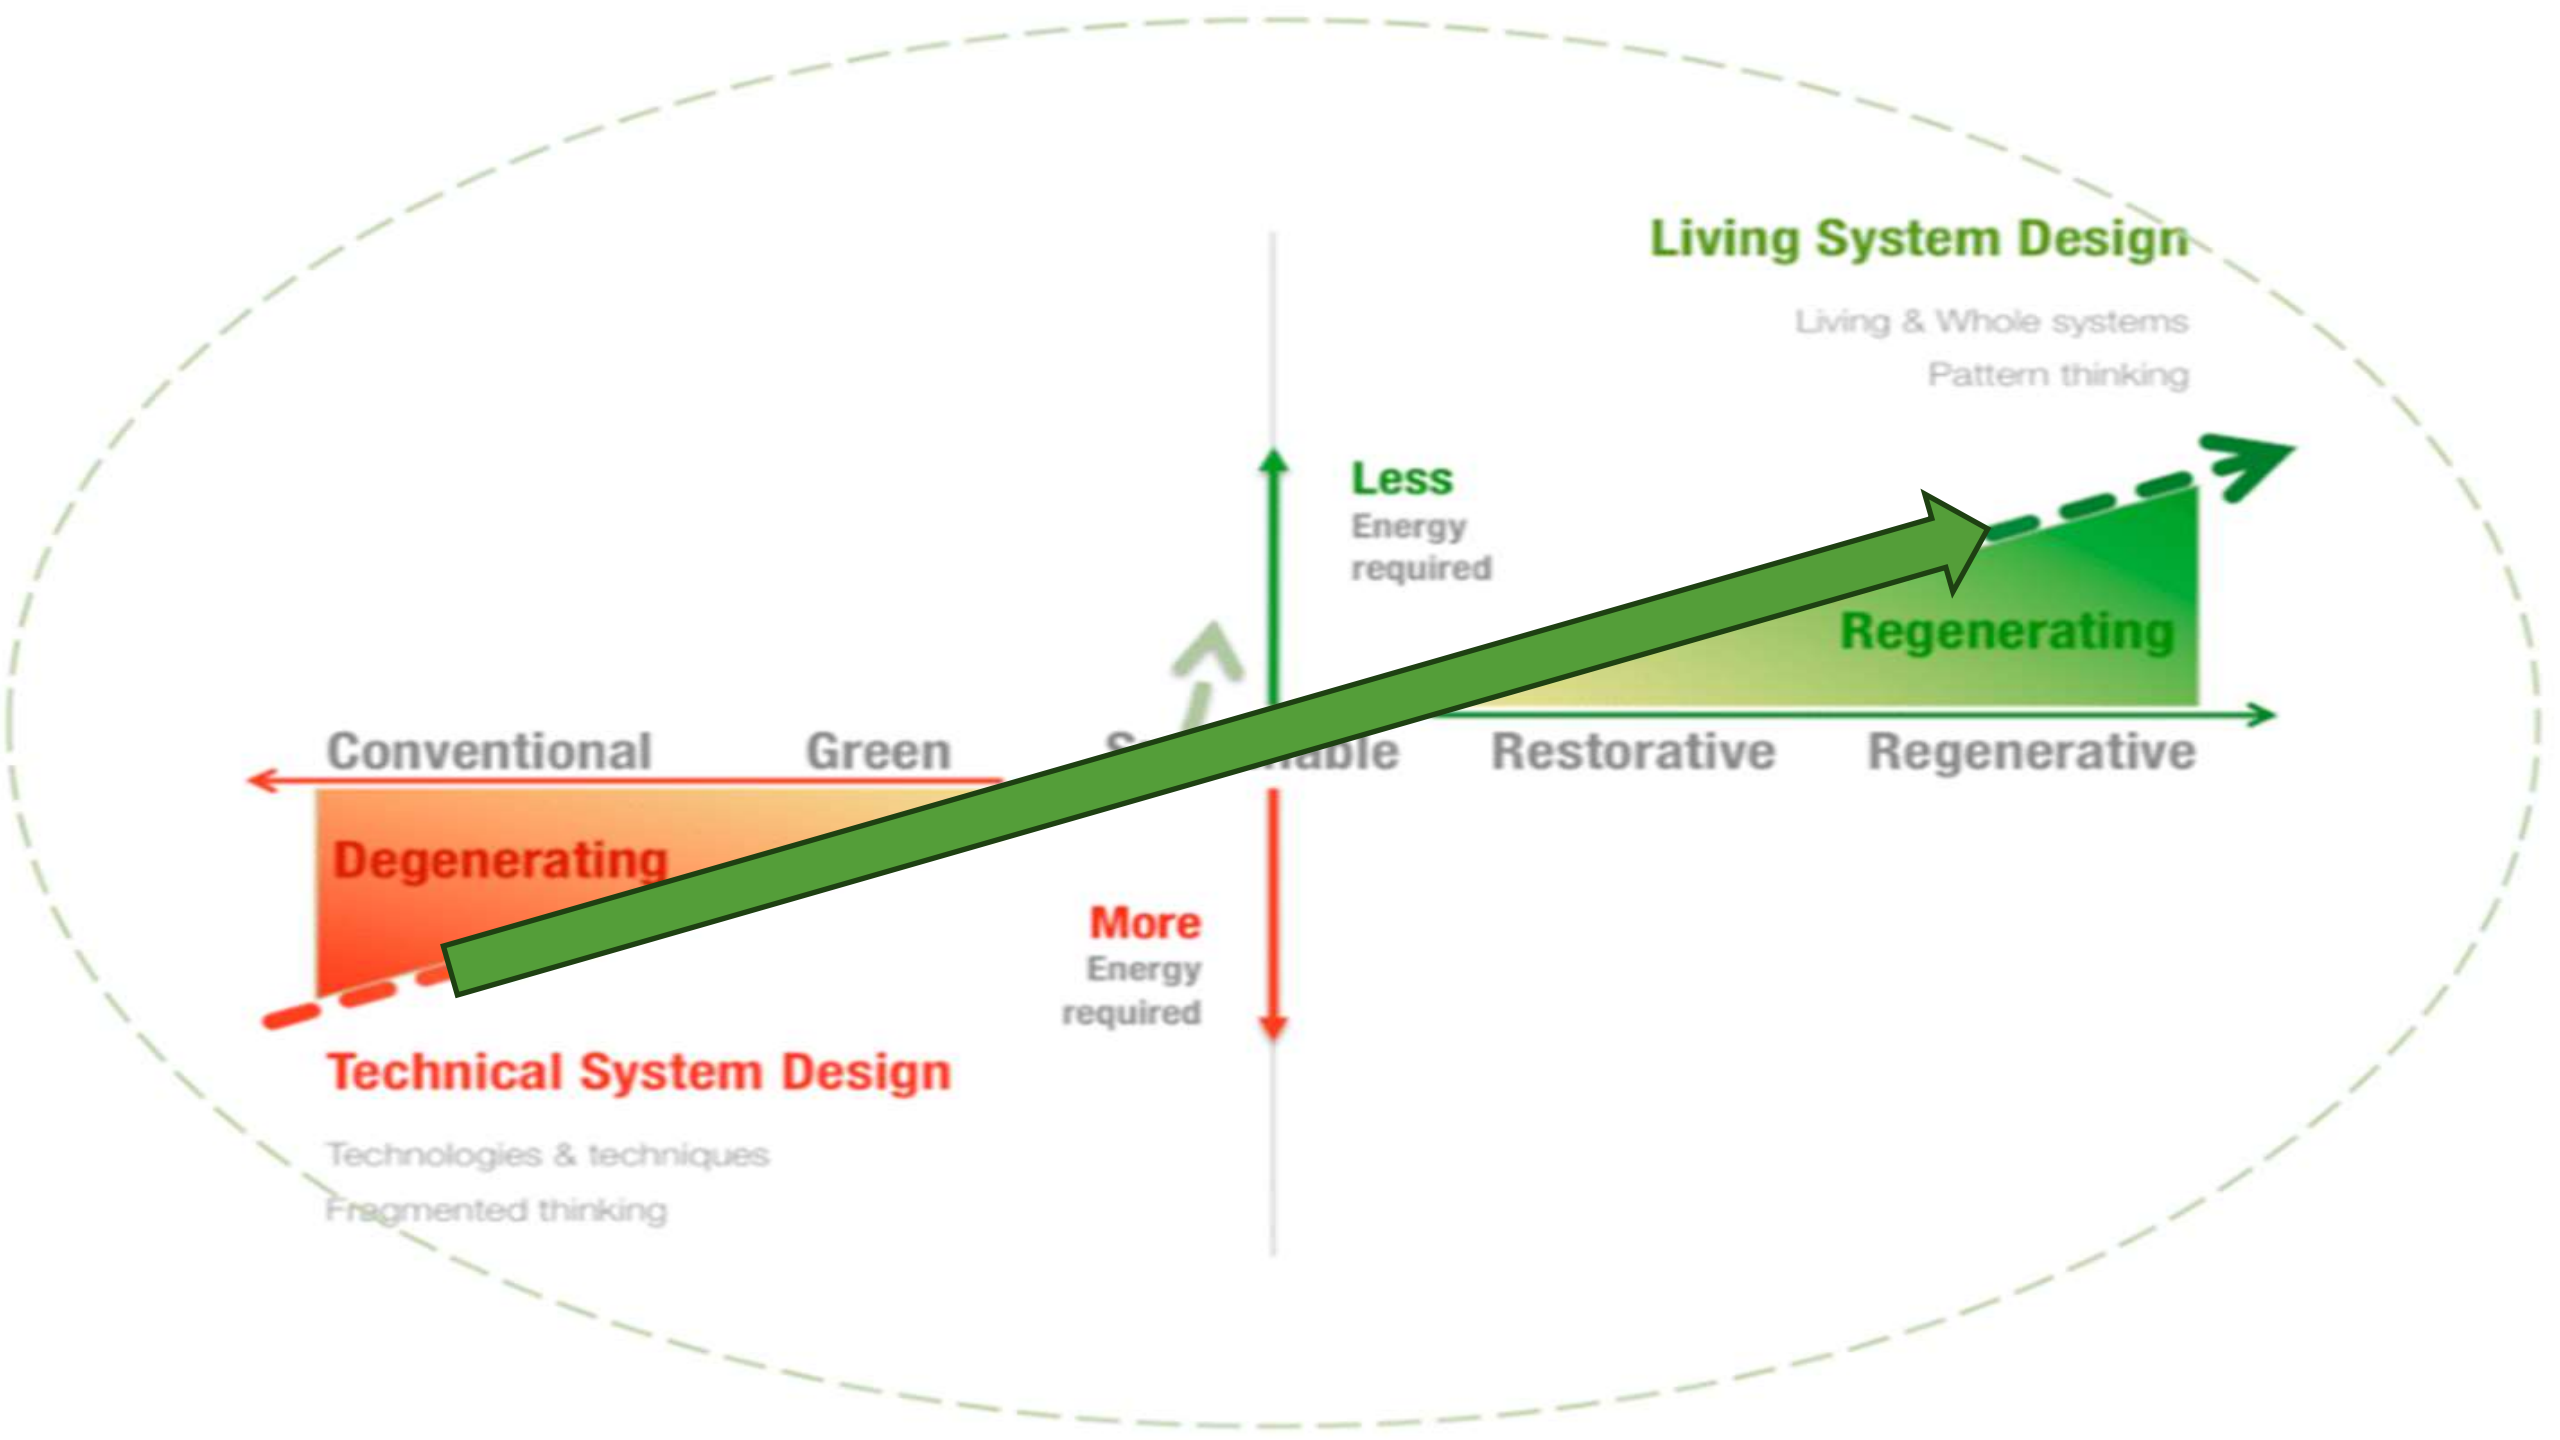 Living System Design
Living & Whole systems
Pattern thinking
Less
Energy
required
Regenerating
Conventional Green Restorative Regenerative
Degenerating
More
Energy
required
Technical System Design
Technologies & techniques
Fragmented thinking